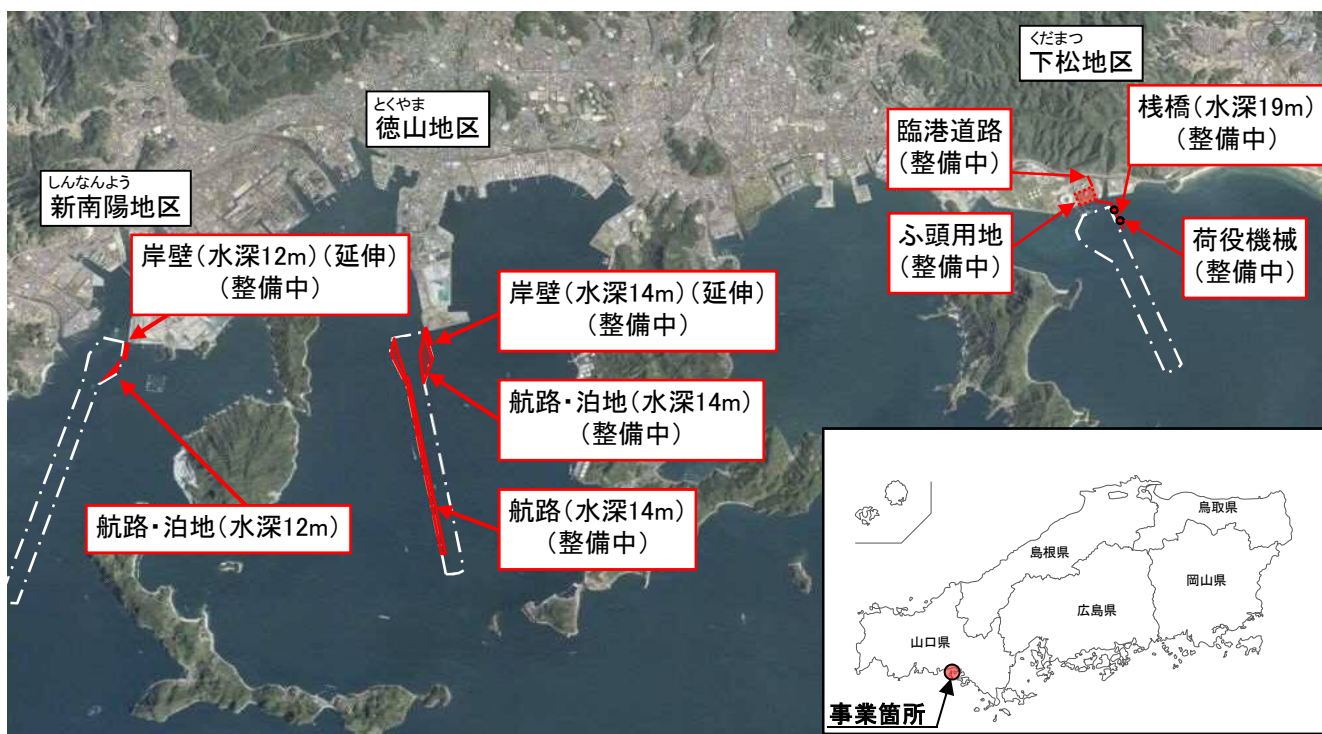 しんなんよう
新南陽地区
岸壁(水深12m)(延伸)
(整備中)
航路・泊地(水深12m)
とくやま
徳山地区
岸壁(水深14m)(延伸)
(整備中)
航路・泊地(水深14m)
(整備中)
航路(水深14m)
(整備中)
くだまつ
下松地区
桟橋(水深19m)
(整備中)
臨港道路
(整備中)
ふ頭用地
(整備中)
荷役機械
(整備中)
鳥取県
島根県
岡山県
広島県
山口県
事業箇所